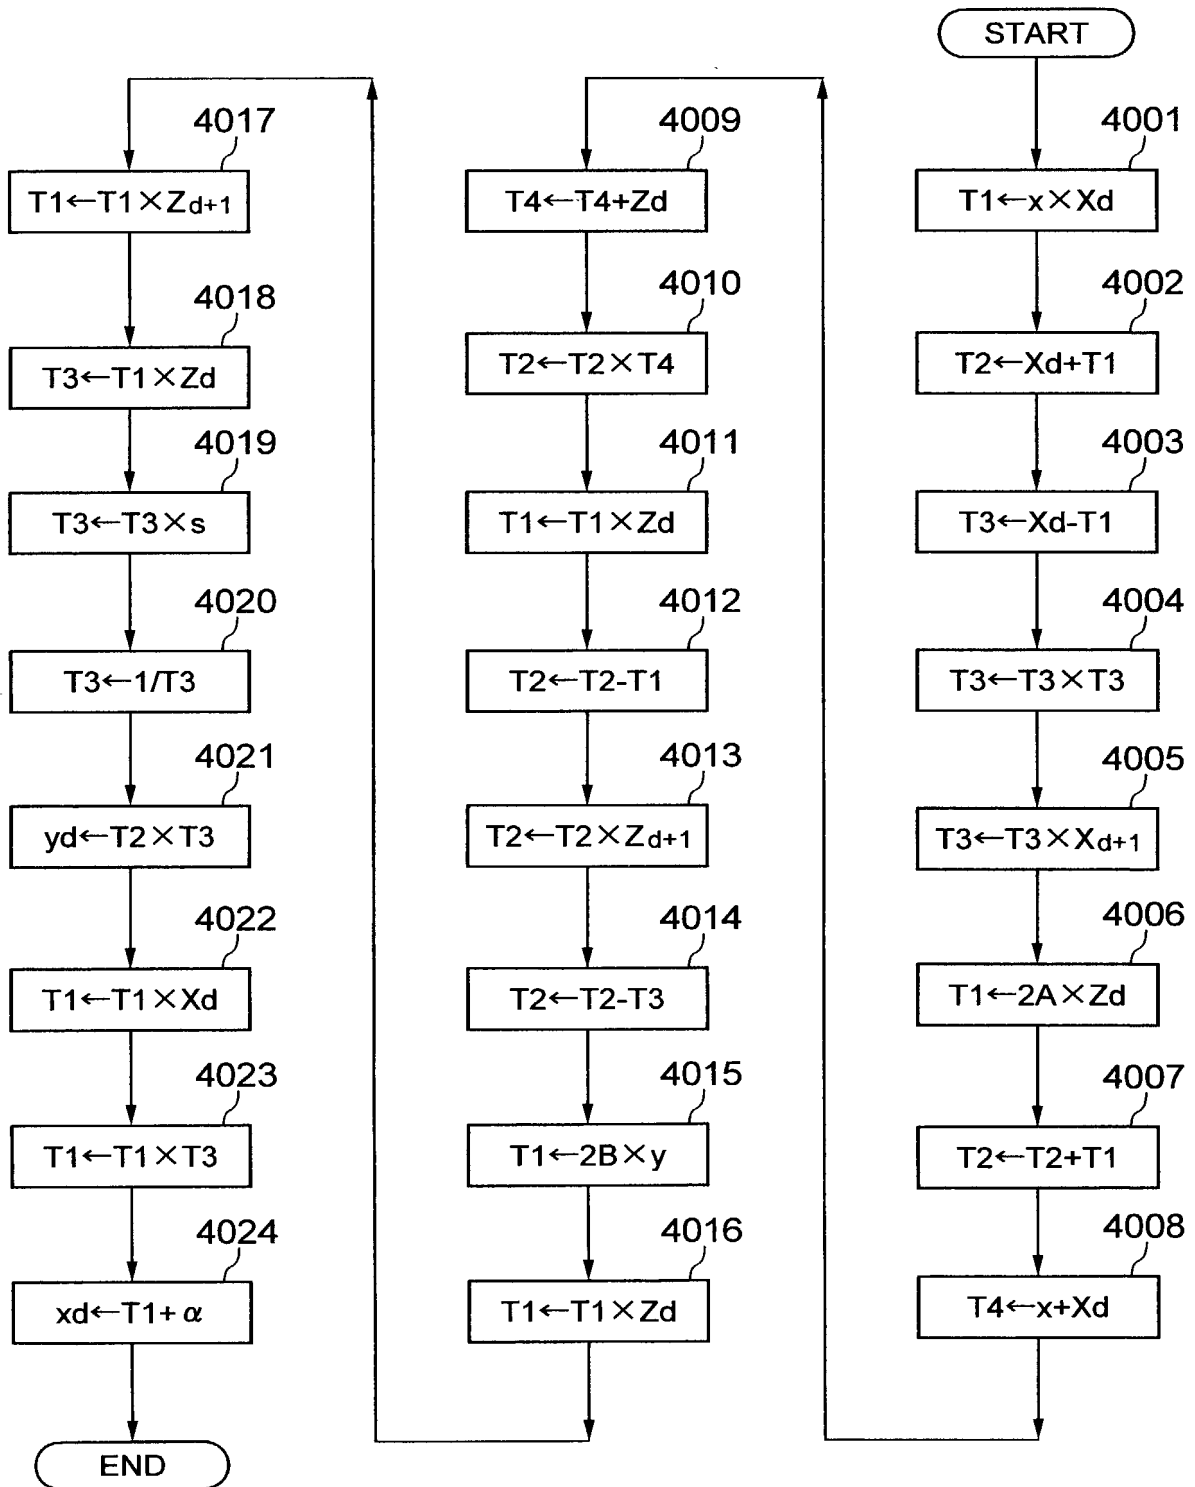 START
4001
T1←x×Xd
4002
T2←Xd+T1
4003
T3←Xd-T1
4004
T3←T3×T3
4005
T3←T3×Xd+1
4006
T1←2A×Zd
4007
T2←T2+T1
4008
T4←x+Xd
4009
T4←T4+Zd
4010
T2←T2×T4
4011
T1←T1×Zd
4012
T2←T2-T1
4013
T2←T2×Zd+1
4014
T2←T2-T3
4015
T1←2B×y
4016
T1←T1×Zd
4017
T1←T1×Zd+1
4018
T3←T1×Zd
4019
T3←T3×s
4020
T3←1/T3
4021
yd←T2×T3
4022
T1←T1×Xd
4023
T1←T1×T3
4024
xd←T1+α
END